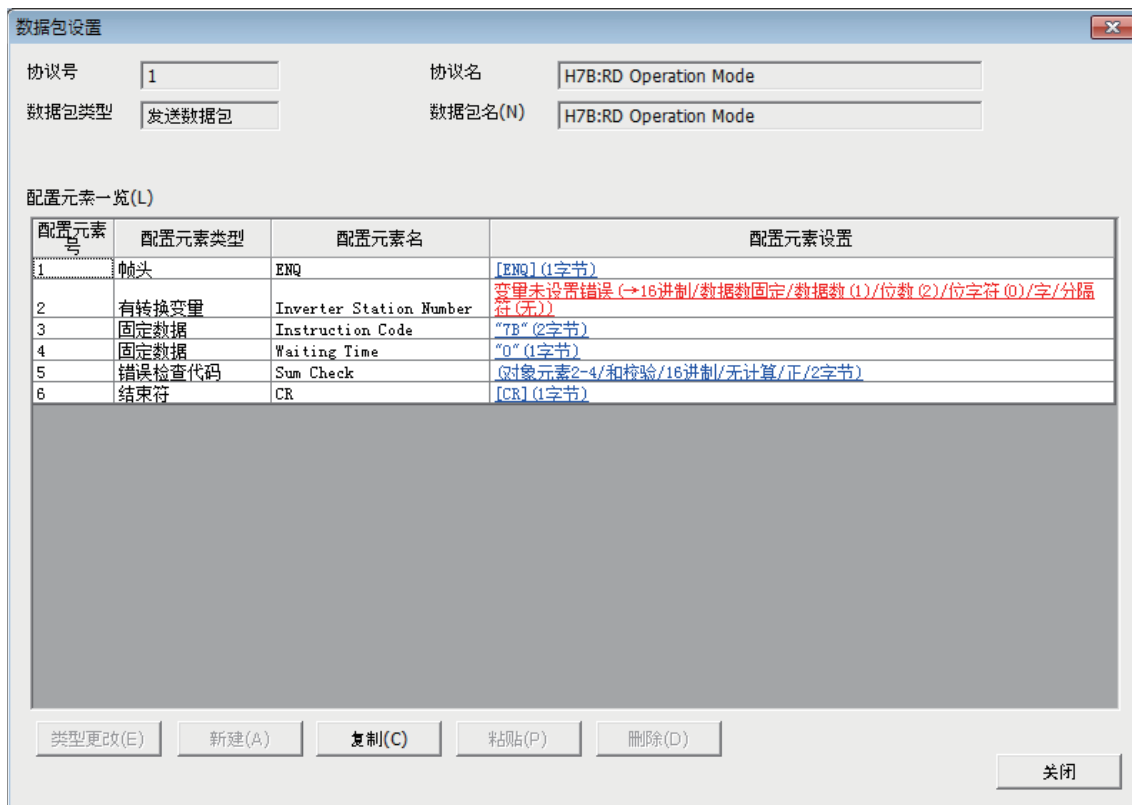 数据包设置
协议号 1 协议名 H7B:RD Operation Mode
数据包类型 发送数据包 数据包名(N) H7B:RD Operation Mode
配置元素一览(L)
配置元素号 配置元素类型 配置元素名 配置元素设置
1 帧头 ENQ [ENQ](1字节)
2 有转换变量 Inverter Station Number 变量未设置错误(→16进制/数据数固定/数据数(1)/位数(2)/位字符(0)/字/分隔符(无))
3 固定数据 Instruction Code "7B"(2字节)
4 固定数据 Waiting Time "0"(1字节)
5 错误检查代码 Sum Check (对象元素2-4/和校验/16进制/无计算/正/2字节)
6 结束符 CR [CR](1字节)
类型更改(E) 新建(A) 复制(C) 粘贴(P) 删除(D)
关闭